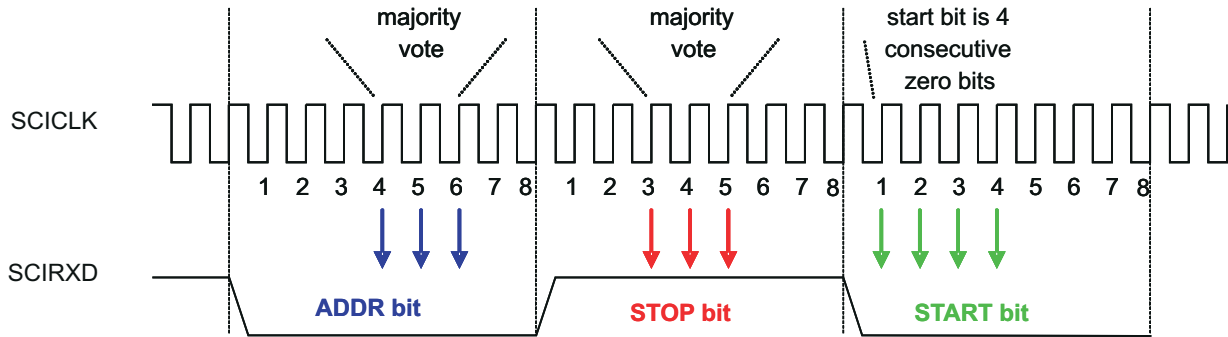 majority
vote
majority
vote
start bit is 4
consecutive
zero bits
SCICLK
1 2 3 4 5 6 7 8 1 2 3 4 5 6 7 8 1 2 3 4 5 6 7 8
SCIRXD
ADDR bit
STOP bit
START bit